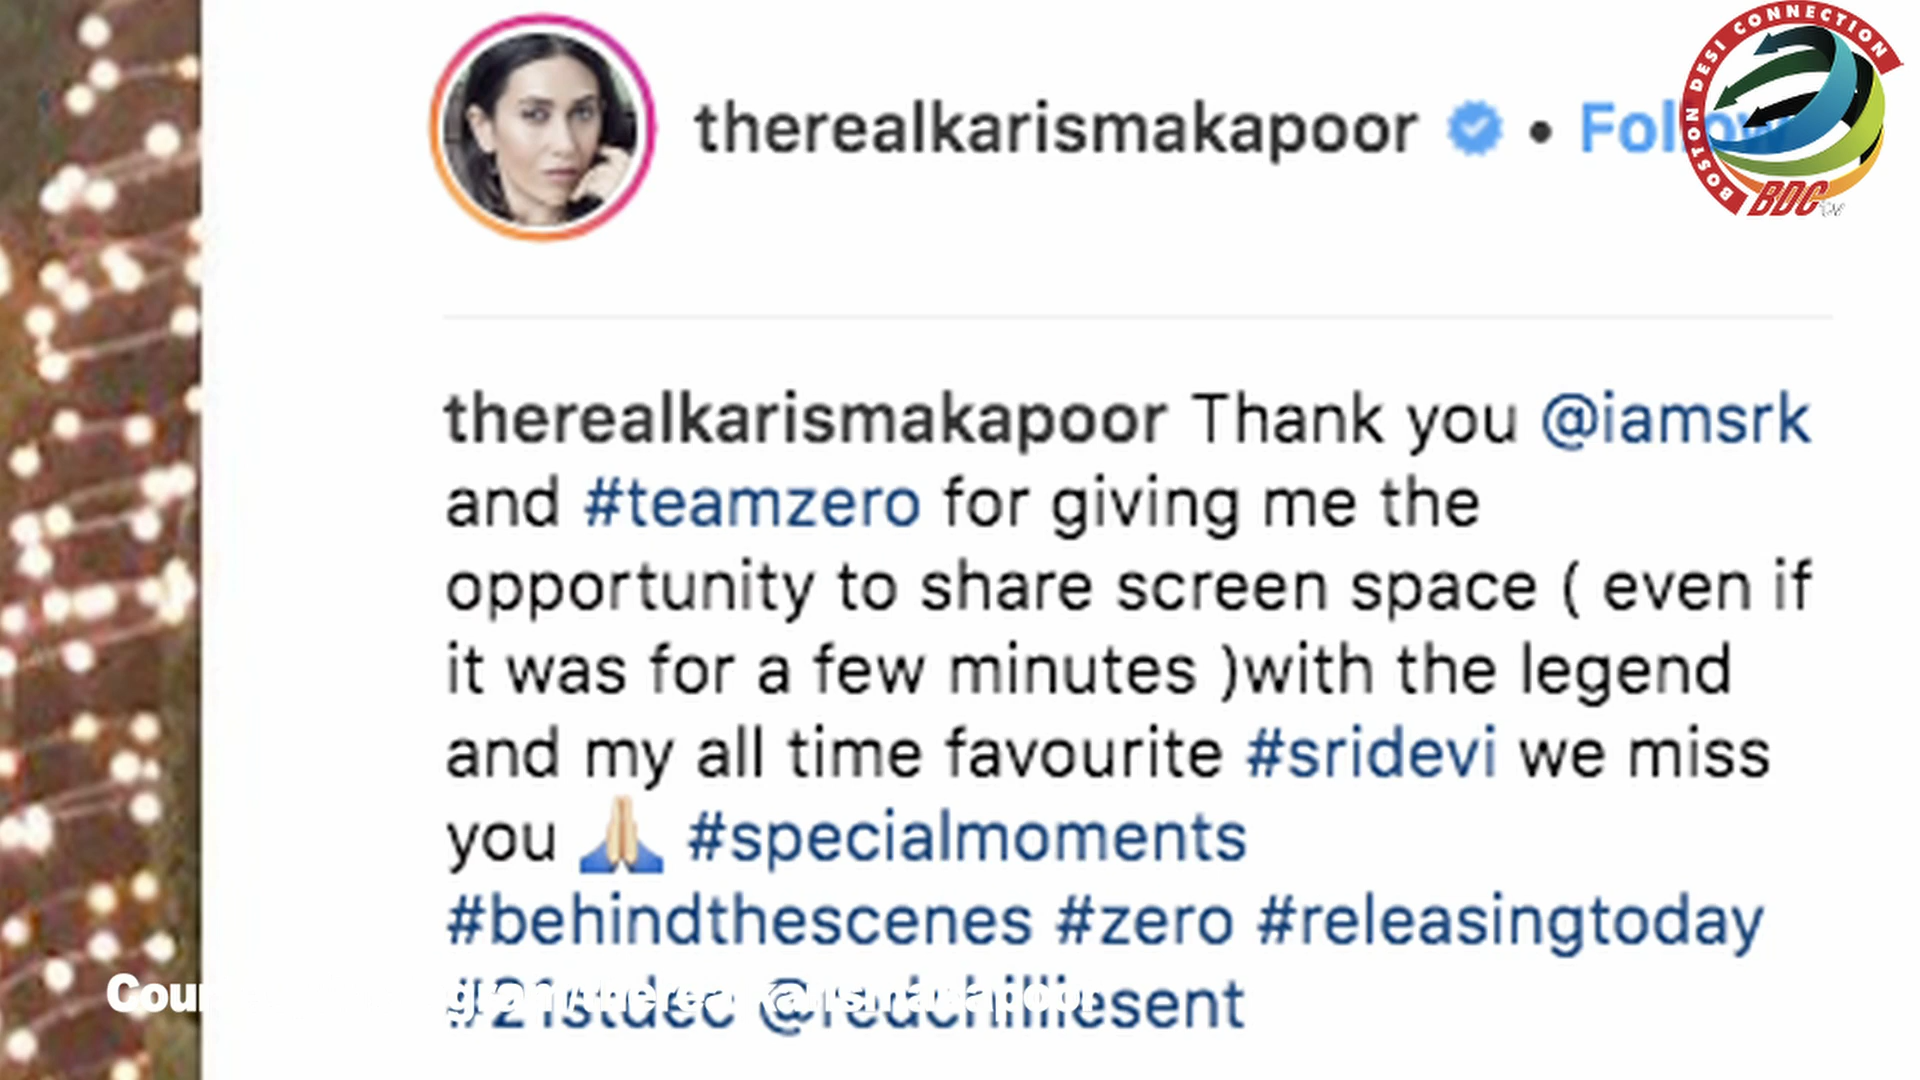 therealkarismakapoor • Follow
BOSTON DESI CONNECTION
BDC
therealkarismakapoor Thank you @iamsrk
and #teamzero for giving me the
opportunity to share screen space ( even if
it was for a few minutes )with the legend
and my all time favourite #sridevi we miss
you 🙏🏼 #specialmoments
#behindthescenes #zero #releasingtoday
#21stdec @redchilliesent